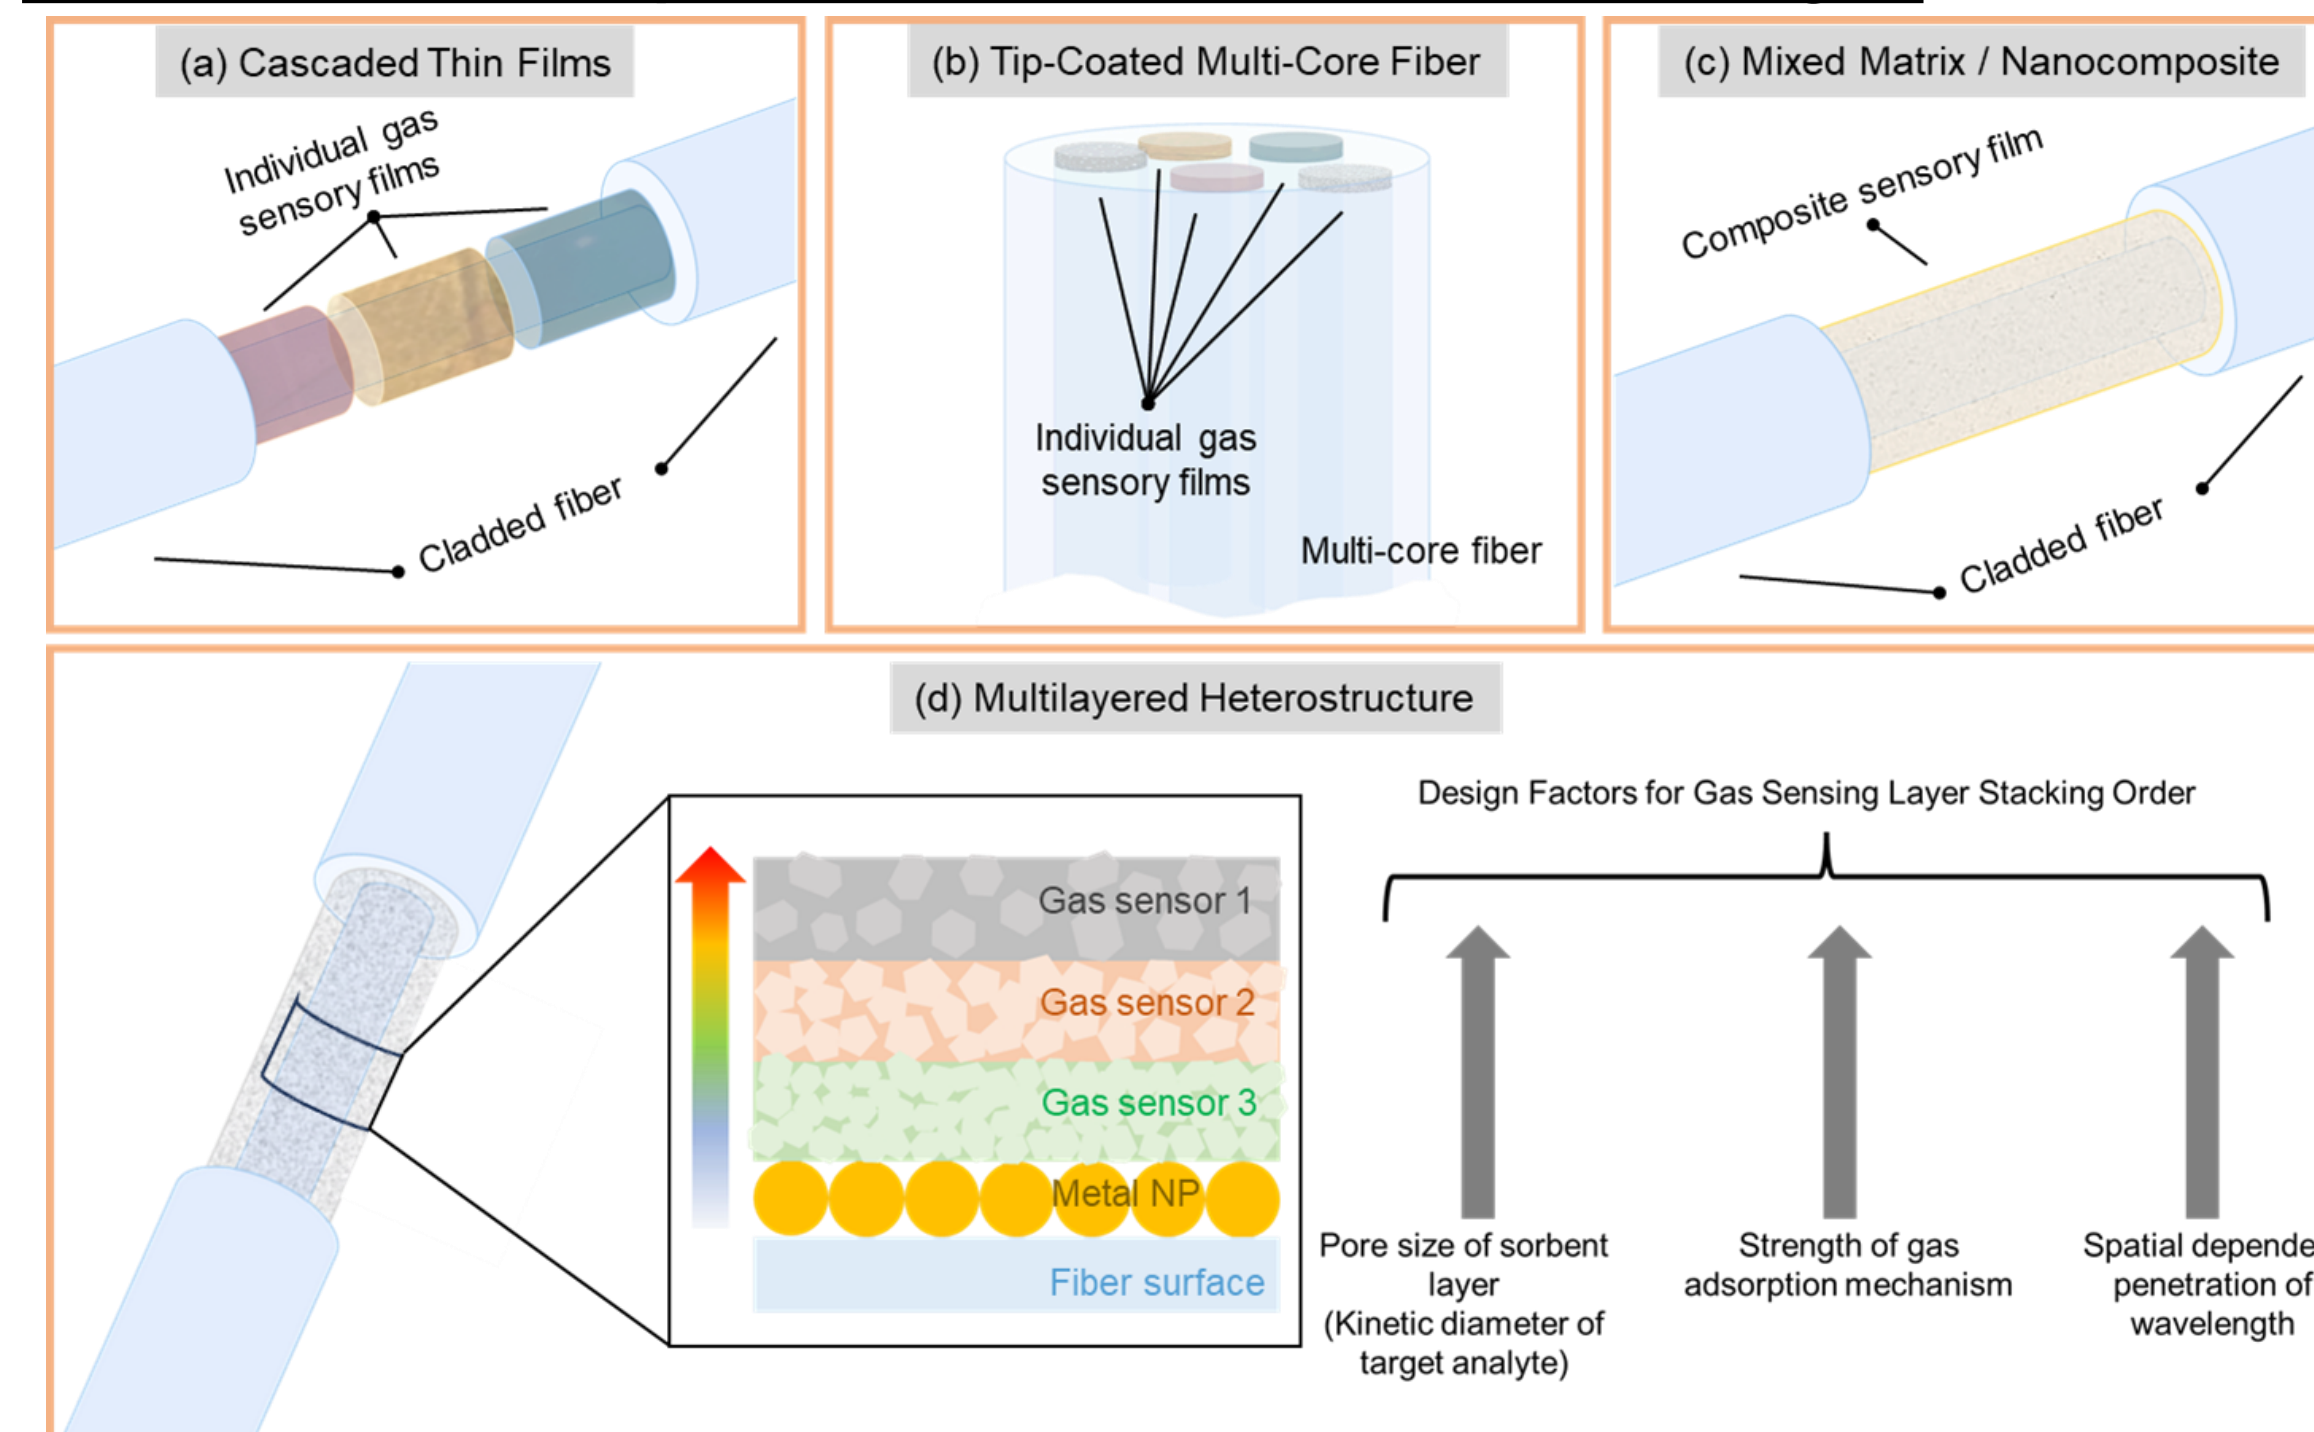 (a) Cascaded Thin Films
Individual gas
sensory films
Cladded fiber
(b) Tip-Coated Multi-Core Fiber
Individual gas
sensory films
Multi-core fiber
(c) Mixed Matrix / Nanocomposite
Composite sensory film
Cladded fiber
(d) Multilayered Heterostructure
Gas sensor 1
Gas sensor 2
Gas sensor 3
Metal NP
Fiber surface
Design Factors for Gas Sensing Layer Stacking Order
Pore size of sorbent
layer
(Kinetic diameter of
target analyte)
Strength of gas
adsorption mechanism
Spatial depende
penetration of
wavelength